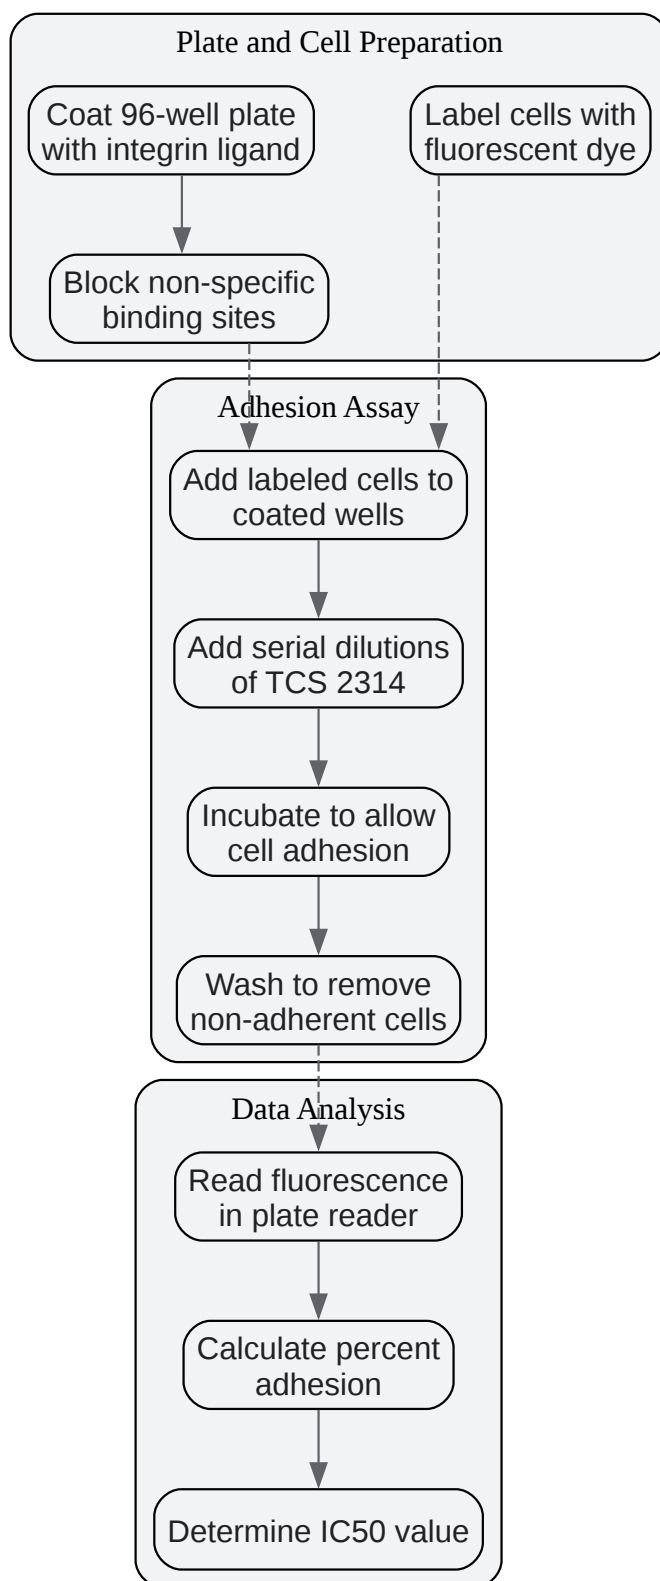 Plate and Cell Preparation
Coat 96-well plate
with integrin ligand
Label cells with
fluorescent dye
Block non-specific
binding sites
Adhesion Assay
Add labeled cells to
coated wells
Add serial dilutions
of TCS 2314
Incubate to allow
cell adhesion
Wash to remove
non-adherent cells
Data Analysis
Read fluorescence
in plate reader
Calculate percent
adhesion
Determine IC50 value